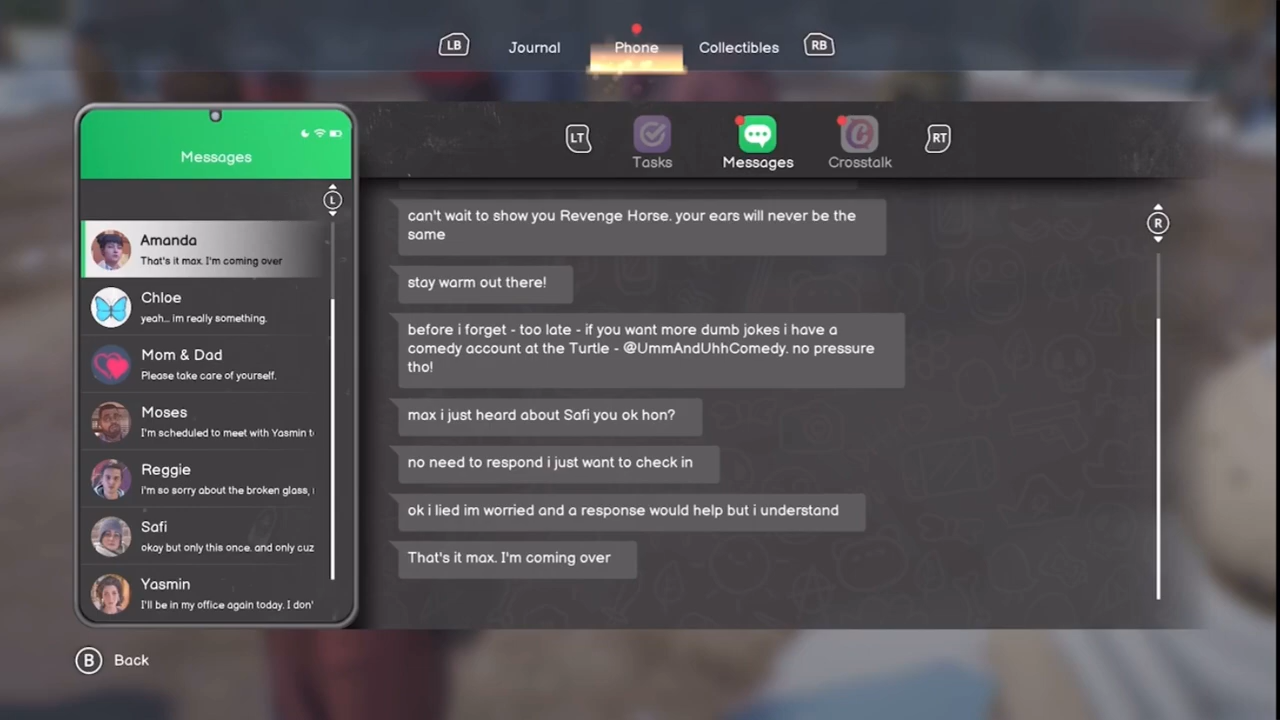 LB
Journal
Phone
Collectibles
RB
Messages
L
Amanda
That's it max. I'm coming over
Chloe
yeah... im really something.
Mom & Dad
Please take care of yourself.
Moses
I'm scheduled to meet with Yasmin t
Reggie
i'm so sorry about the broken glass,
Safi
okay but only this once. and only cuz
Yasmin
I'll be in my office again today. I don'
LT
Tasks
Messages
Crosstalk
RT
can't wait to show you Revenge Horse. your ears will never be the
same
R
stay warm out there!
before i forget - too late - if you want more dumb jokes i have a
comedy account at the Turtle - @UmmAndUhhComedy. no pressure
tho!
max i just heard about Safi you ok hon?
no need to respond i just want to check in
ok i lied im worried and a response would help but i understand
That's it max. I'm coming over
B
Back